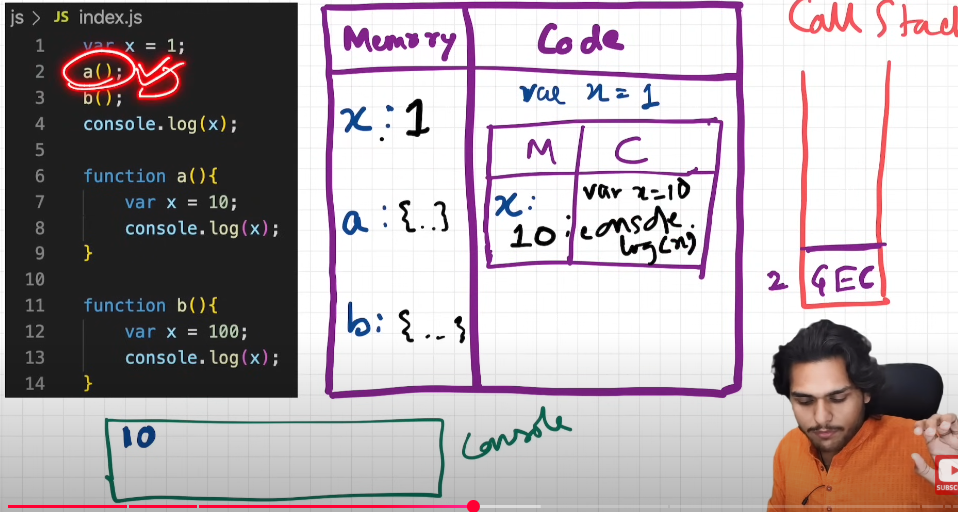 js > JS index.js
1 var x = 1;
2 a();
3 b();
4 console.log(x);
5
6 function a(){
7 var x = 10;
8 console.log(x);
9 }
10
11 function b(){
12 var x = 100;
13 console.log(x);
14 }
Memory
Code
x : 1
a : {..}
b : {...}
var x = 1
M
C
x:
10:
var x=10
console.
log(x)
Call Stack
2
GEC
10
Console
SUBSC